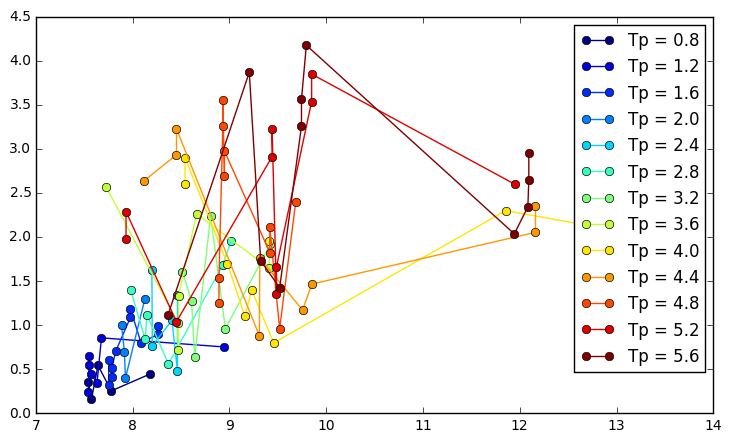 4.5
4.0
3.5
3.0
2.5
2.0
1.5
1.0
0.5
0.0
7 8 9 10 11 12 13 14
Tp = 0.8
Tp = 1.2
Tp = 1.6
Tp = 2.0
Tp = 2.4
Tp = 2.8
Tp = 3.2
Tp = 3.6
Tp = 4.0
Tp = 4.4
Tp = 4.8
Tp = 5.2
Tp = 5.6